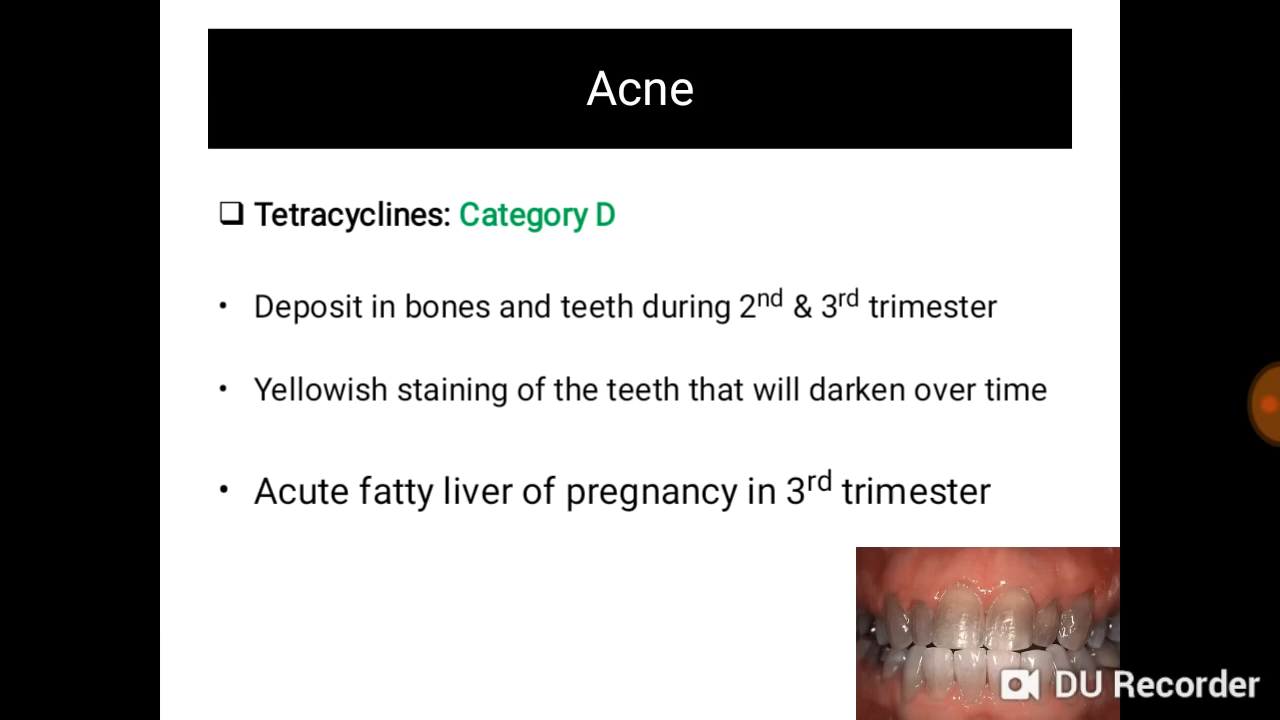 Acne
❑ Tetracyclines: Category D
• Deposit in bones and teeth during 2nd & 3rd trimester
• Yellowish staining of the teeth that will darken over time
• Acute fatty liver of pregnancy in 3rd trimester
DU Recorder